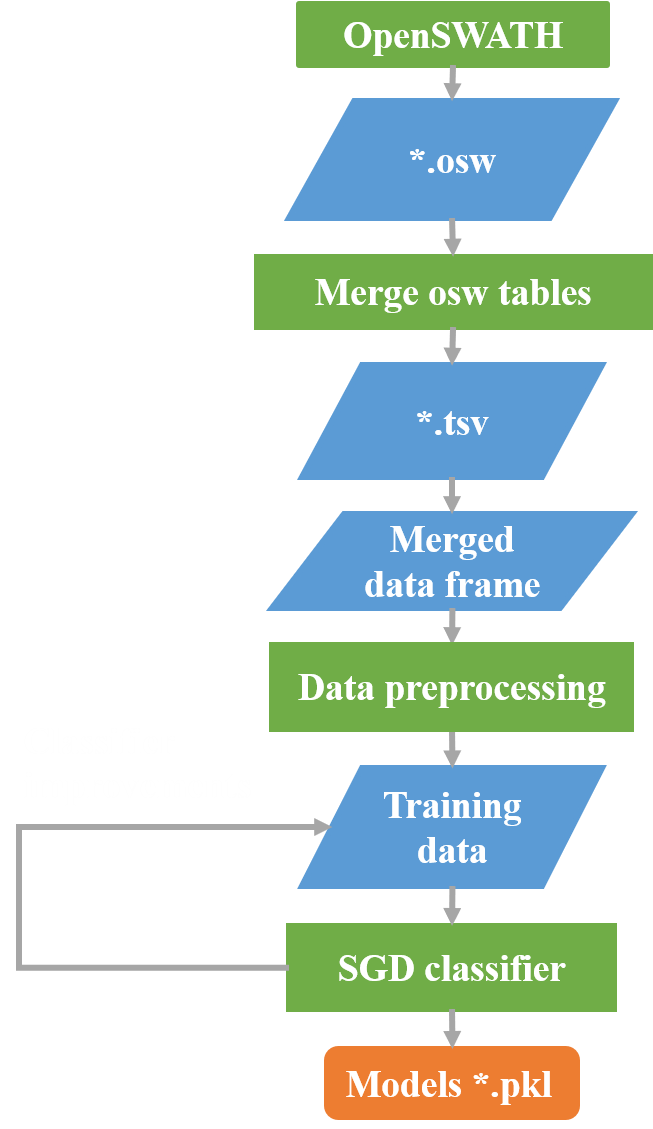 OpenSWATH
*.osw
Merge osw tables
*.tsv
Merged
data frame
Data preprocessing
Training
data
SGD classifier
Models *.pkl